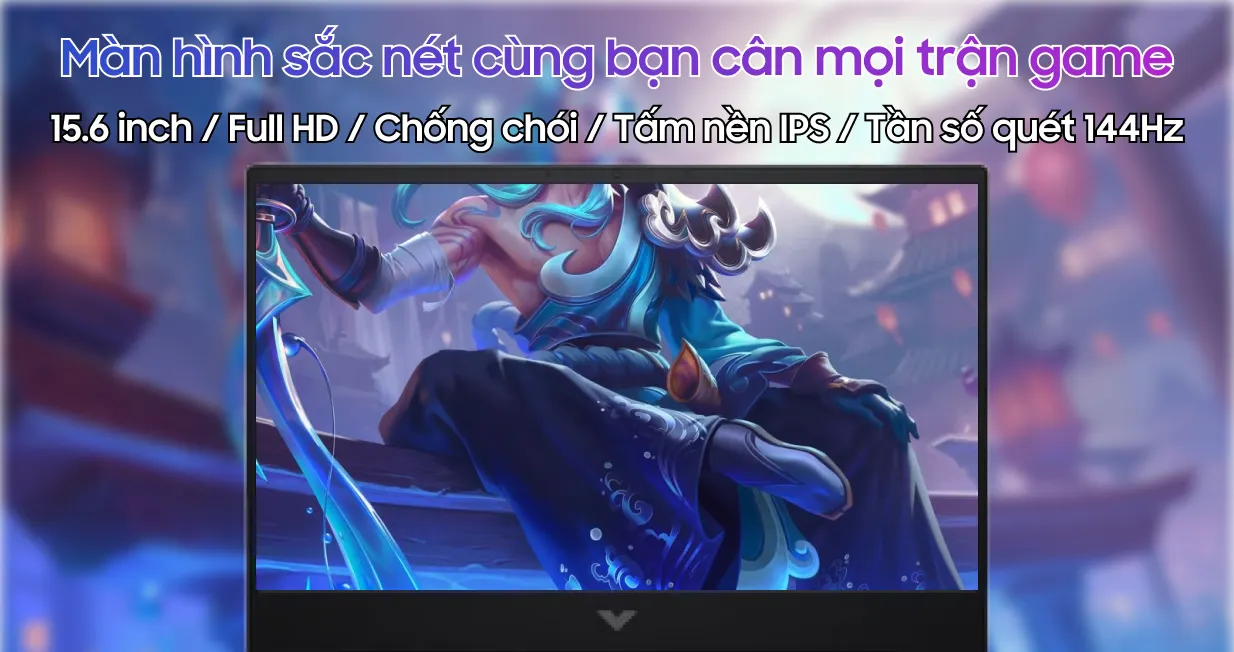 Màn hình sắc nét cùng bạn cân mọi trận game
15.6 inch / Full HD / Chống chói / Tấm nền IPS / Tần số quét 144Hz